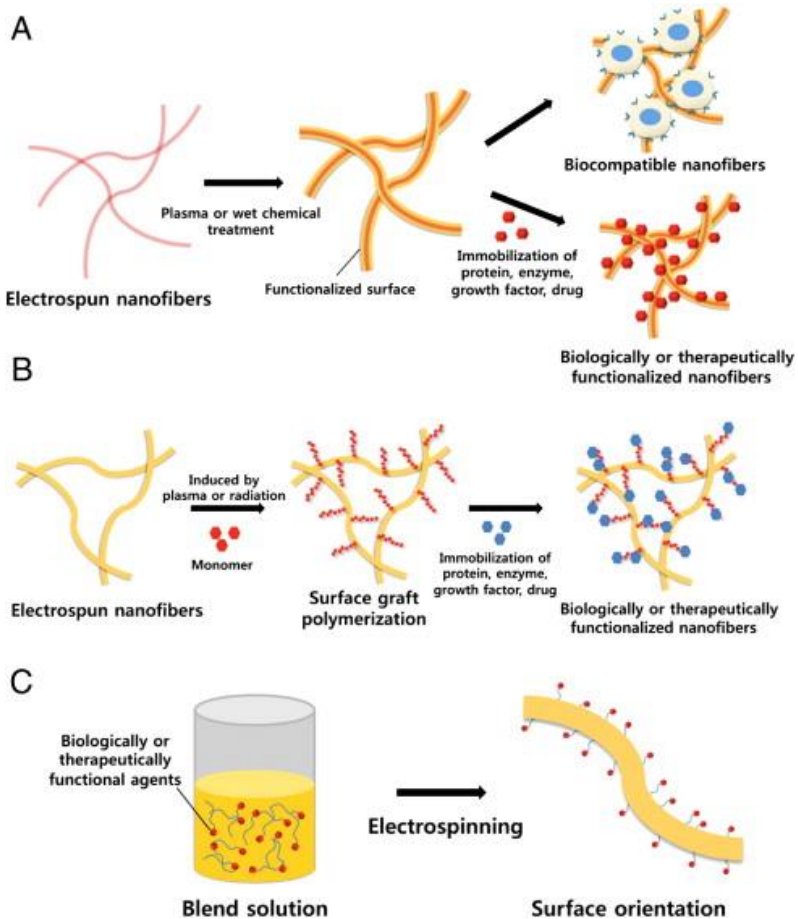 A
Electrospun nanofibers
Plasma or wet chemical
treatment
Functionalized surface
Biocompatible nanofibers
Immobilization of
protein, enzyme,
growth factor, drug
Biologically or therapeutically
functionalized nanofibers
B
Electrospun nanofibers
Induced by
plasma or radiation
Monomer
Surface graft
polymerization
Immobilization of
protein, enzyme,
growth factor, drug
Biologically or therapeutically
functionalized nanofibers
C
Biologically or
therapeutically
functional agents
Blend solution
Electrospinning
Surface orientation